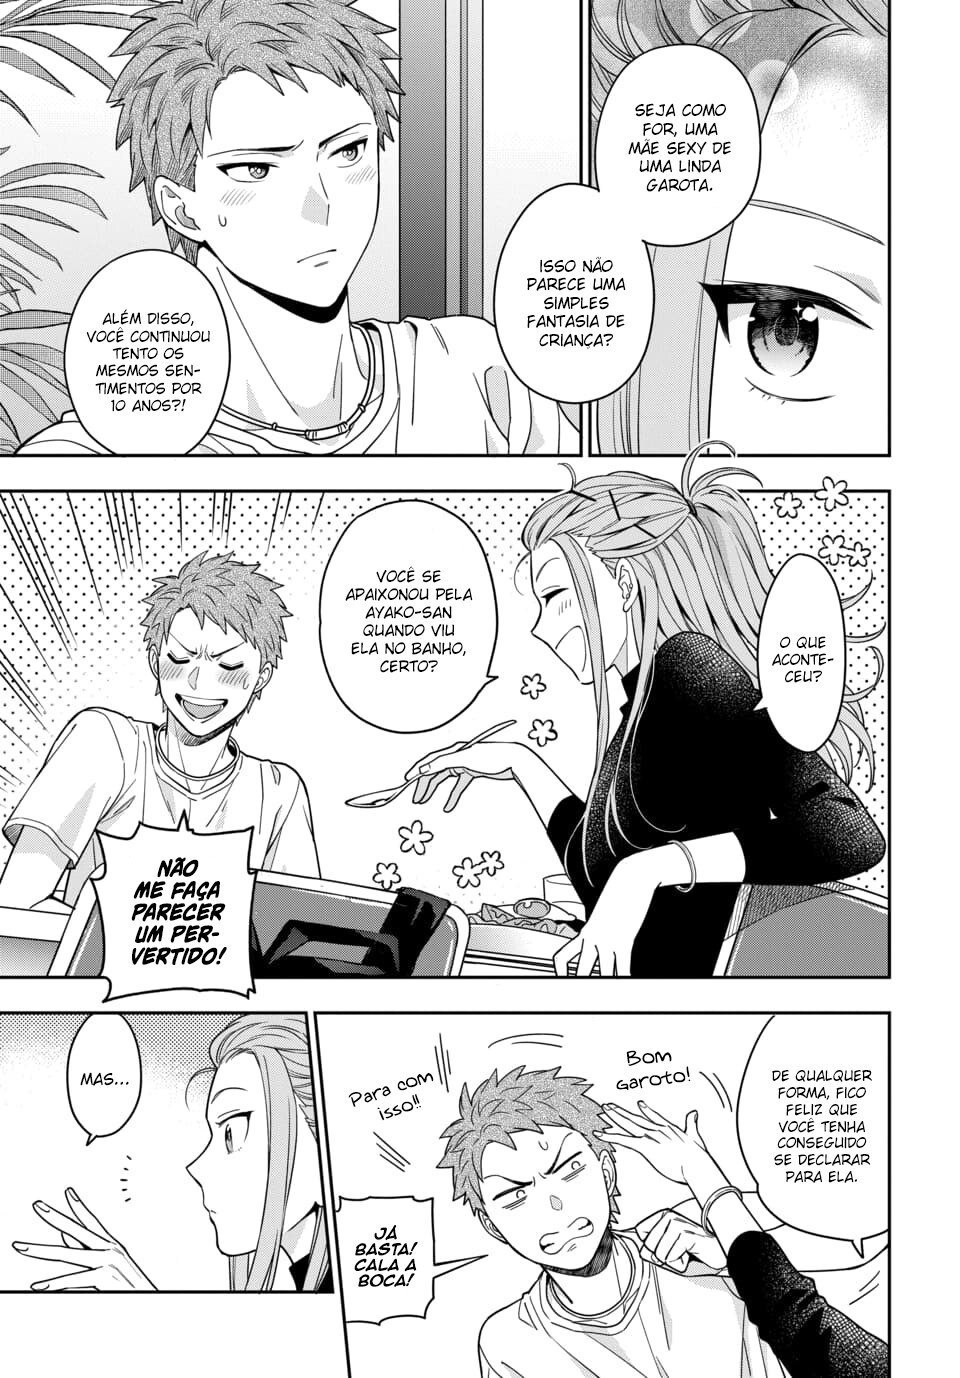 SEJA COMO
FOR, UMA
MÃE SEXY DE
UMA LINDA
GAROTA.
ISSO NÃO
PARECE UMA
SIMPLES
FANTASIA DE
CRIANÇA?
ALÉM DISSO,
VOCÊ CONTINUOU
TENTO OS
MESMOS SEN-
TIMENTOS POR
10 ANOS?!
O QUE
ACONTE-
CEU?
VOCÊ SE
APAIXONOU PELA
AYAKO-SAN
QUANDO VIU
ELA NO BANHO,
CERTO?
NÃO
ME FAÇA
PARECER
UM PER-
VERTIDO!
DE QUALQUER
FORMA, FICO
FELIZ QUE
VOCÊ TENHA
CONSEGUIDO
SE DECLARAR
PARA ELA.
Bom
garoto!
Para com
isso!!
JÁ
BASTA!
CALA A
BOCA!
MAS...